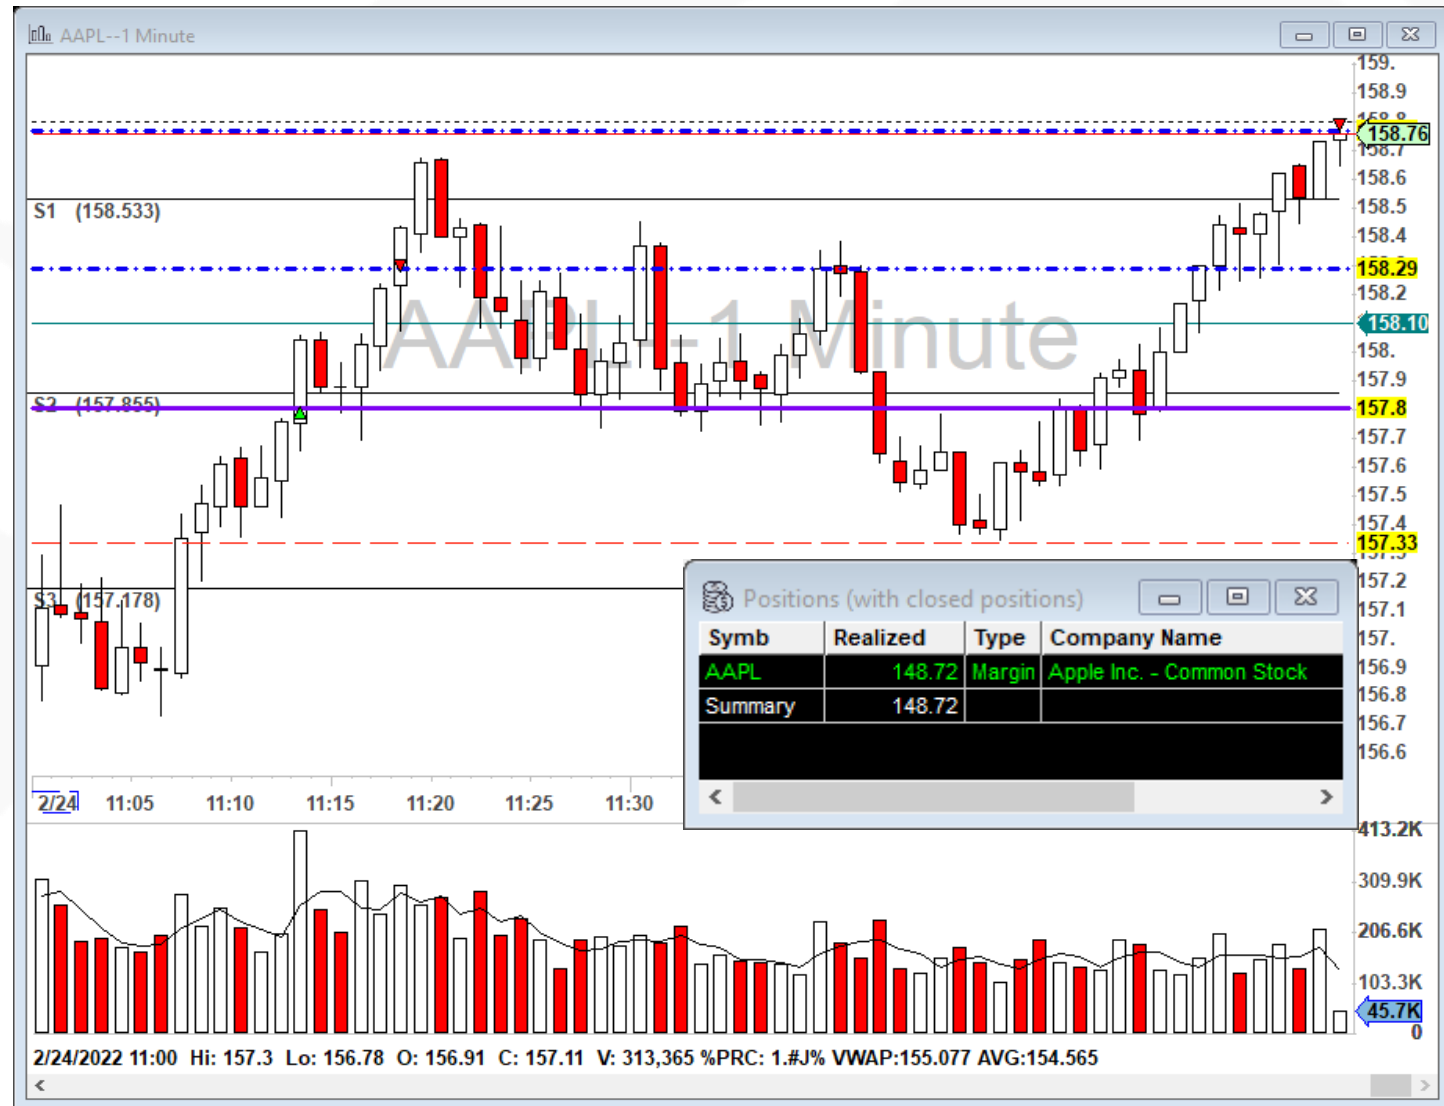 AAPL--1 Minute
159.
158.9
158.76
158.7
158.6
S1 (158.533)
158.5
158.4
158.29
158.2
AAPL--1 Minute
158.10
158.
157.9
S2 (157.855)
157.8
157.7
157.6
157.5
157.4
157.33
157.2
S3 (157.178)
157.1
157.
156.9
156.8
156.7
156.6
Positions (with closed positions)
Symb Realized Type Company Name
AAPL 148.72 Margin Apple Inc. - Common Stock
Summary 148.72
2/24 11:05 11:10 11:15 11:20 11:25 11:30
413.2K
309.9K
206.6K
103.3K
45.7K
0
2/24/2022 11:00 Hi: 157.3 Lo: 156.78 O: 156.91 C: 157.11 V: 313,365 %PRC: 1.#J% VWAP:155.077 AVG:154.565